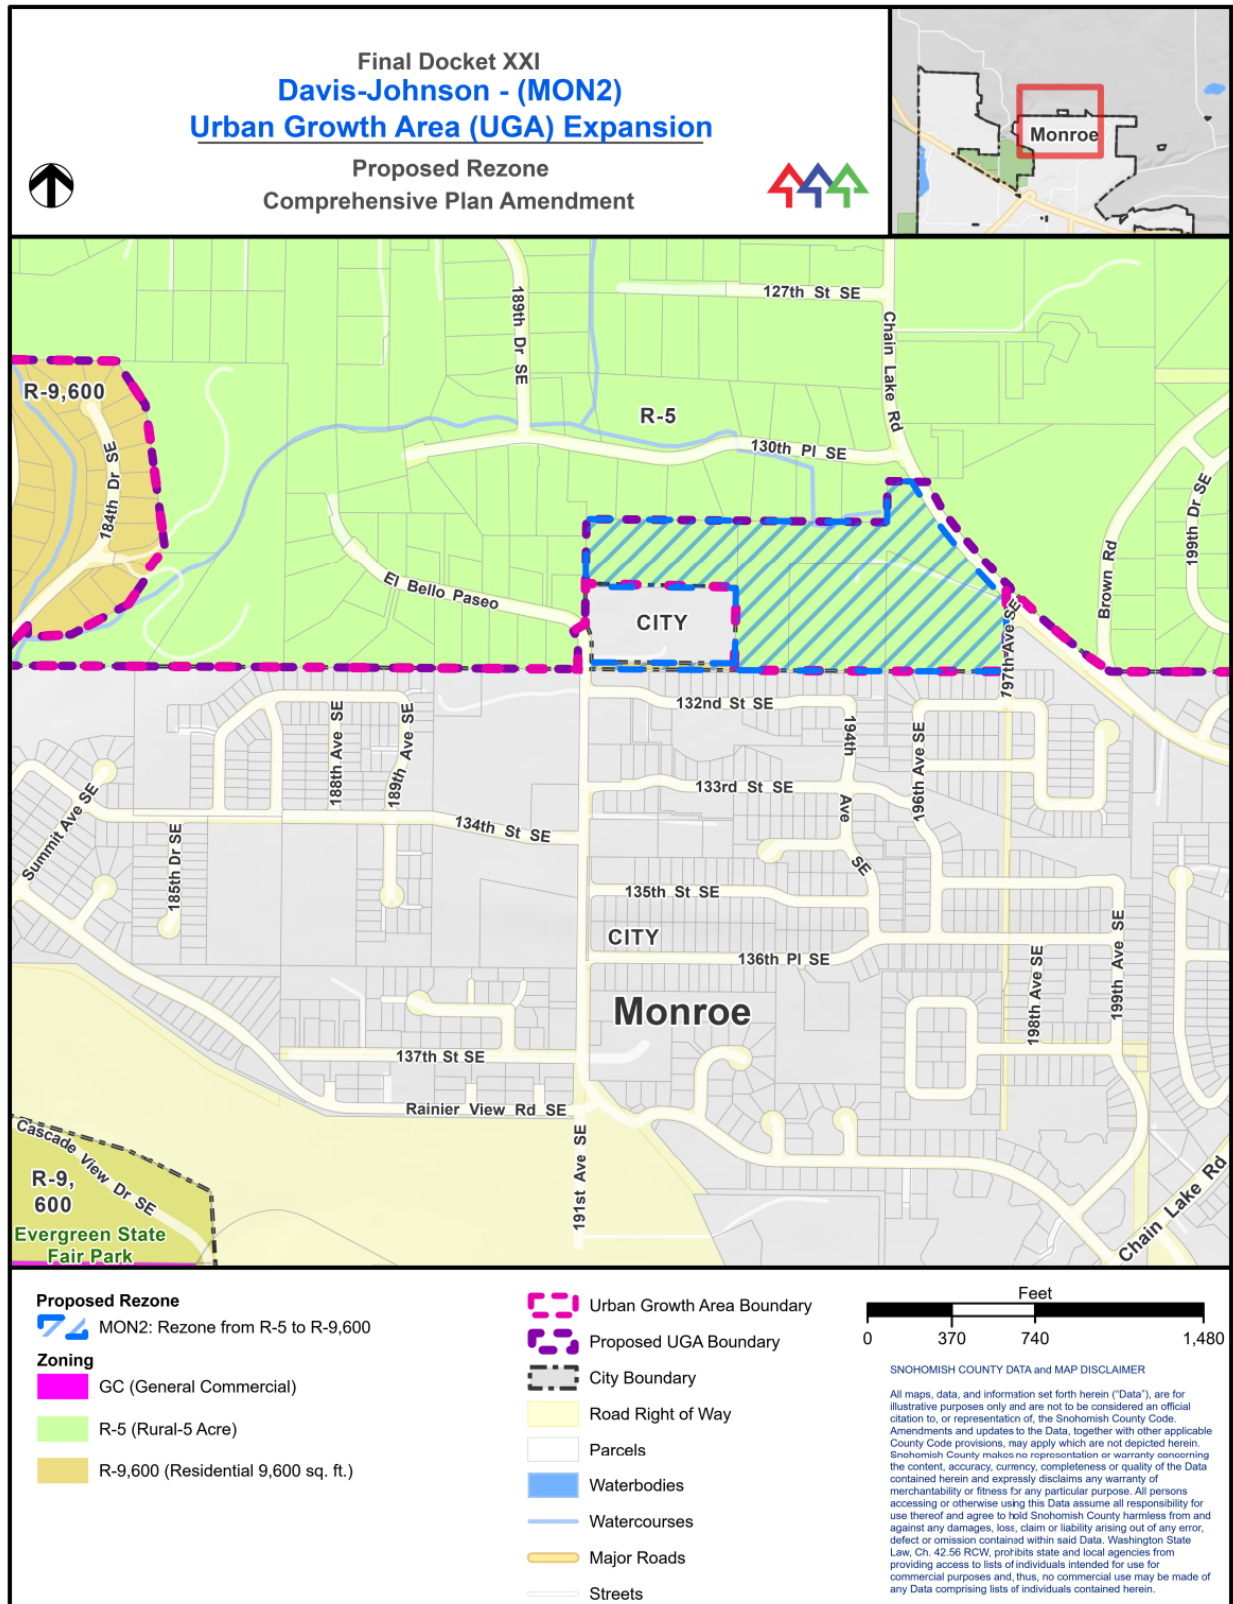 Final Docket XXI
Davis-Johnson - (MON2)
Urban Growth Area (UGA) Expansion
Proposed Rezone
Comprehensive Plan Amendment
Monroe
127th St SE
189th Dr SE
Chain Lake Rd
R-9,600
R-5
130th Pl SE
184th Dr SE
199th Dr SE
Brown Rd
El Bello Paseo
CITY
197th Ave SE
132nd St SE
194th Ave SE
188th Ave SE
189th Ave SE
196th Ave SE
133rd St SE
Summit Ave SE
134th St SE
185th Dr SE
135th St SE
CITY
136th Pl SE
199th Ave SE
198th Ave SE
Monroe
137th St SE
Rainier View Rd SE
191st Ave SE
Cascade View Dr SE
R-9,
600
Evergreen State
Fair Park
Chain Lake Rd
Proposed Rezone
MON2: Rezone from R-5 to R-9,600
Zoning
GC (General Commercial)
R-5 (Rural-5 Acre)
R-9,600 (Residential 9,600 sq. ft.)
Urban Growth Area Boundary
Proposed UGA Boundary
City Boundary
Road Right of Way
Parcels
Waterbodies
Watercourses
Major Roads
Streets
Feet
0 370 740 1,480
SNOHOMISH COUNTY DATA and MAP DISCLAIMER
All maps, data, and information set forth herein ("Data"), are for
illustrative purposes only and are not to be considered an official
citation to, or representation of, the Snohomish County Code.
Amendments and updates to the Data, together with other applicable
County Code provisions, may apply which are not depicted herein.
Snohomish County makes no representation or warranty concerning
the content, accuracy, currency, completeness or quality of the Data
contained herein and expressly disclaims any warranty of
merchantability or fitness for any particular purpose. All persons
accessing or otherwise using this Data assume all responsibility for
use thereof and agree to hold Snohomish County harmless from and
against any damages, loss, claim or liability arising out of any error,
defect or omission contained within said Data. Washington State
Law, Ch. 42.56 RCW, prohibits state and local agencies from
providing access to lists of individuals intended for use for
commercial purposes and, thus, no commercial use may be made of
any Data comprising lists of individuals contained herein.